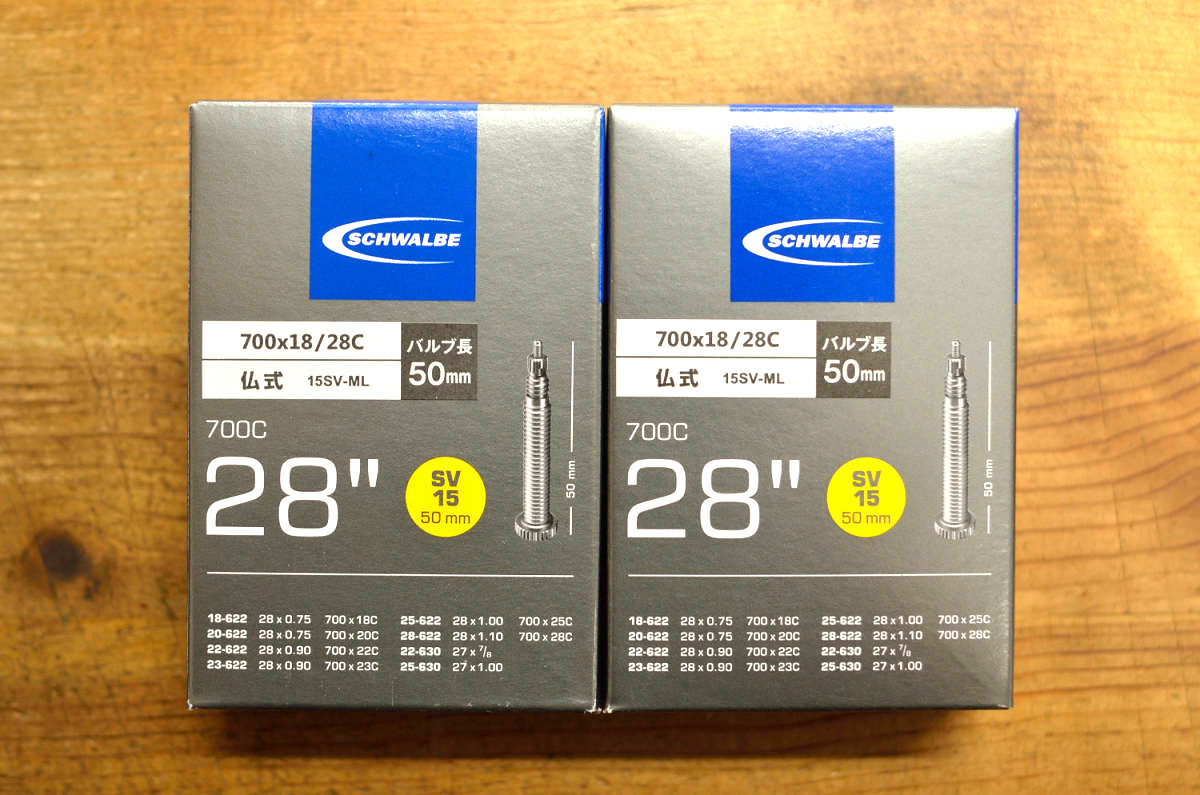 SCHWALBE
700x18/28C
仏式 15SV-ML
バルブ長
50mm
700C
28"
SV
15
50 mm
50 mm
18-622 28 x 0.75 700 x 18C 25-622 28 x 1.00 700 x 25C
20-622 28 x 0.75 700 x 20C 28-622 28 x 1.10 700 x 28C
22-622 28 x 0.90 700 x 22C 22-630 27 x 7/8
23-622 28 x 0.90 700 x 23C 25-630 27 x 1.00
SCHWALBE
700x18/28C
仏式 15SV-ML
バルブ長
50mm
700C
28"
SV
15
50 mm
50 mm
18-622 28 x 0.75 700 x 18C 25-622 28 x 1.00 700 x 25C
20-622 28 x 0.75 700 x 20C 28-622 28 x 1.10 700 x 28C
22-622 28 x 0.90 700 x 22C 22-630 27 x 7/8
23-622 28 x 0.90 700 x 23C 25-630 27 x 1.00